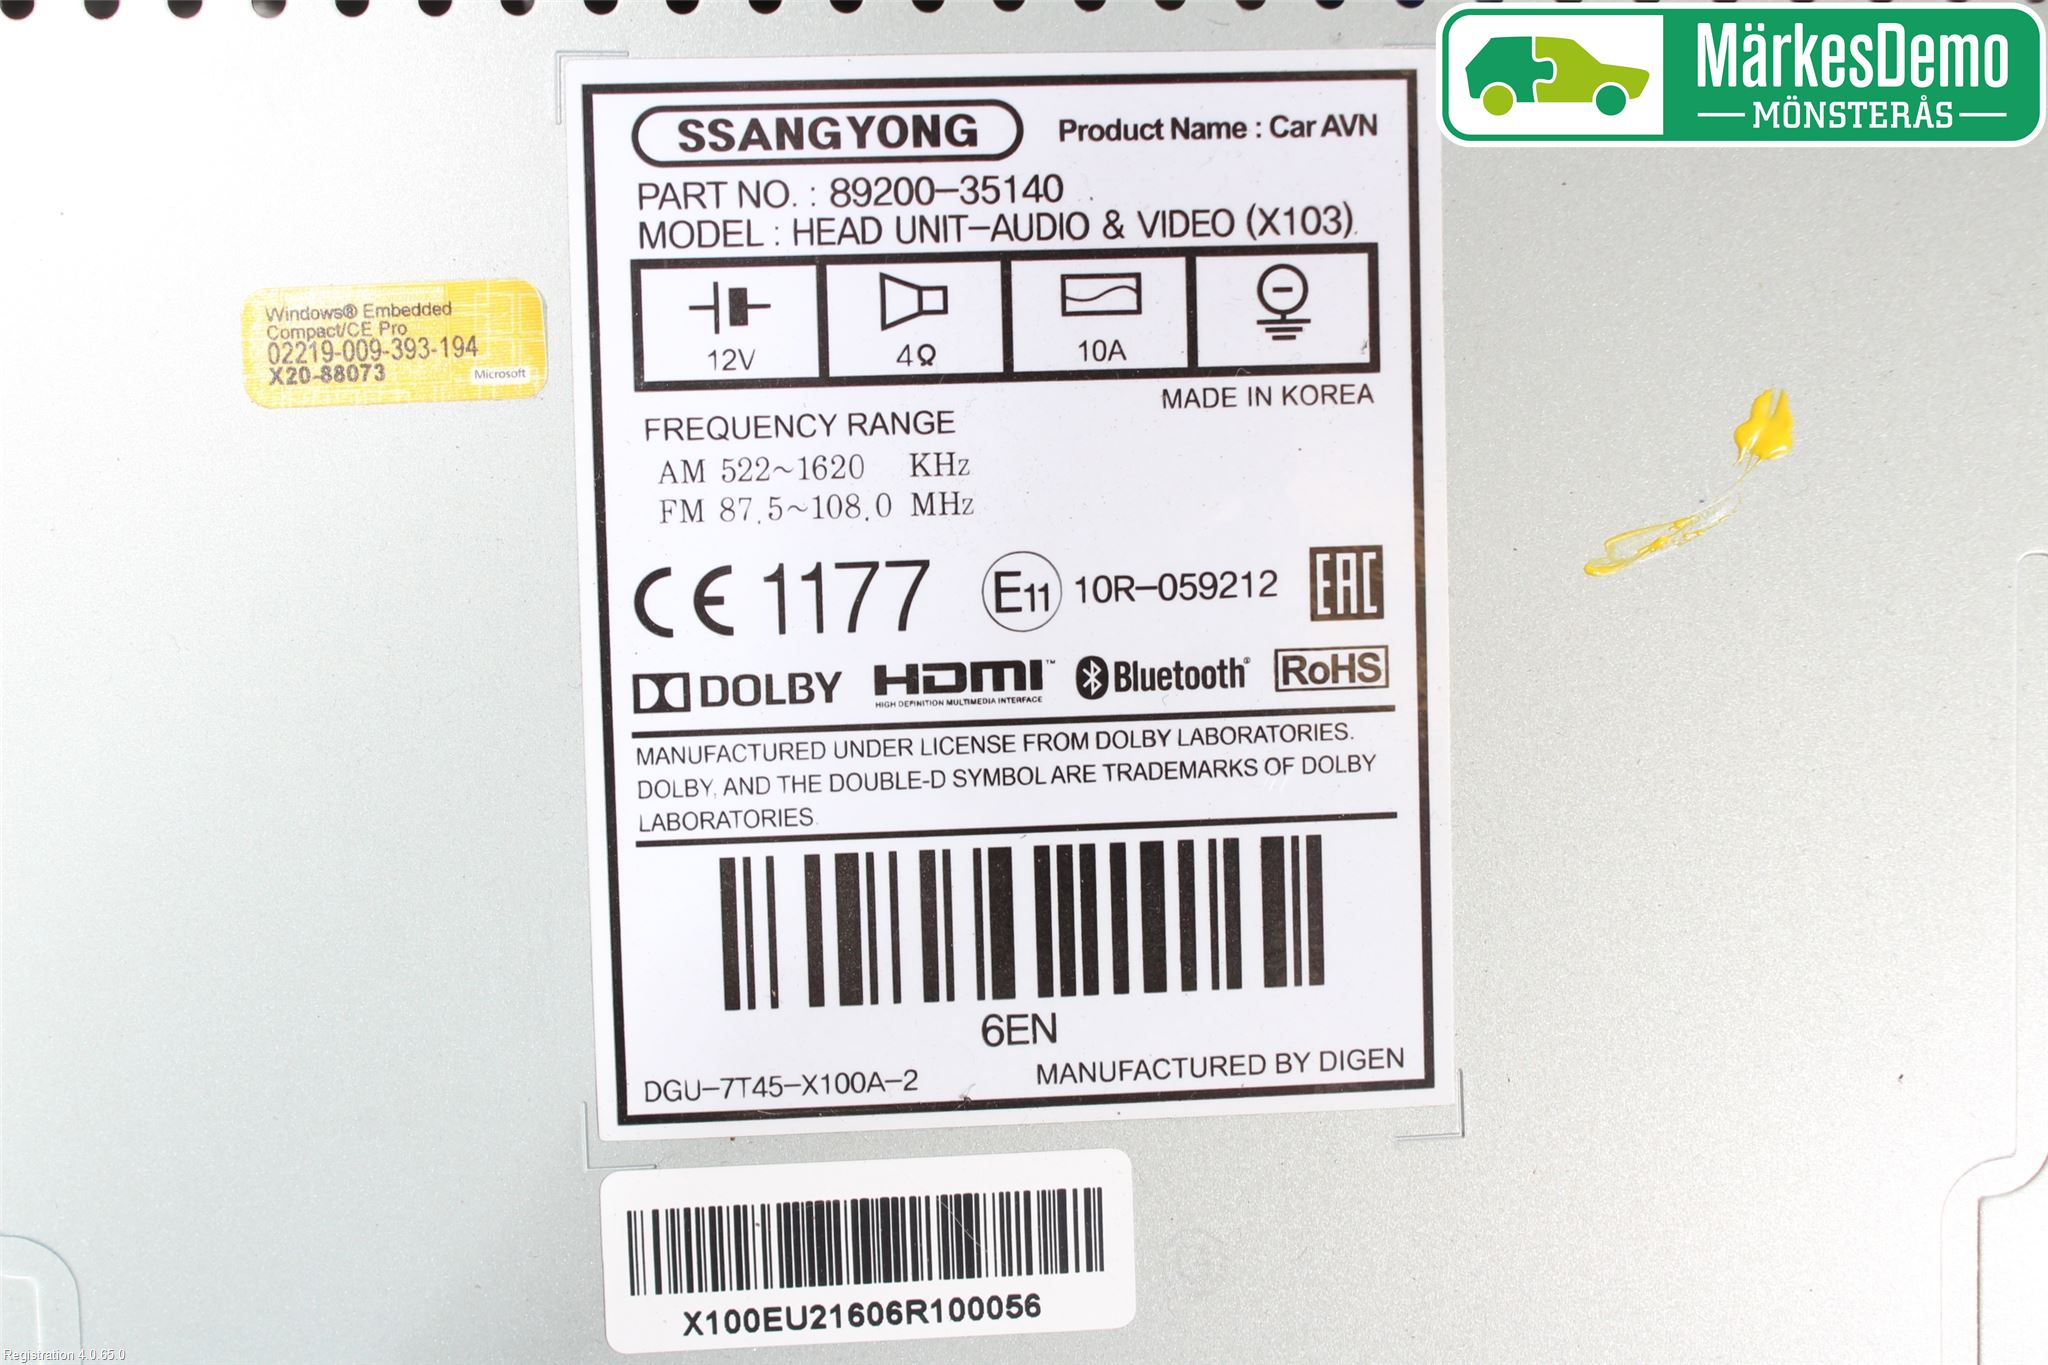 MärkesDemo
MÖNSTERÅS
SSANGYONG
Product Name : Car AVN
PART NO. : 89200-35140
MODEL : HEAD UNIT-AUDIO & VIDEO (X103).
12V
4Ω
10A
MADE IN KOREA
Windows® Embedded
Compact/CE Pro
02219-009-393-194
X20-88073
Microsoft
FREQUENCY RANGE
AM 522~1620 KHz
FM 87.5~108.0 MHz
CE 1177
E11 10R-059212
EAC
DOLBY
HDMI™
HIGH DEFINITION MULTIMEDIA INTERFACE
Bluetooth®
RoHS
MANUFACTURED UNDER LICENSE FROM DOLBY LABORATORIES.
DOLBY, AND THE DOUBLE-D SYMBOL ARE TRADEMARKS OF DOLBY
LABORATORIES.
6EN
DGU-7T45-X100A-2
MANUFACTURED BY DIGEN
X100EU21606R100056
Registration 4.0.65.0